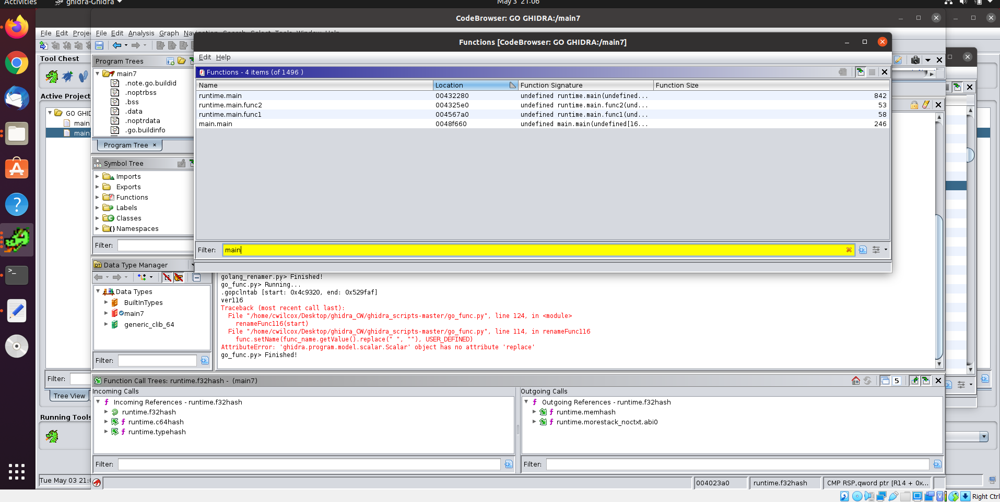 Activities
ghidra-Ghidra
May 3 21:06
CodeBrowser: GO GHIDRA:/main7
File Edit Proje
File Edit Analysis Graph
Functions [CodeBrowser: GO GHIDRA:/main7]
Edit Help
Tool Chest
Active Project
GO GHID
main
main
Filter:
Tree View
Running Tools
Tue May 03 21:0
Program Trees
main7
.note.go.buildid
.noptrbss
.bss
.data
.noptrdata
.go.buildinfo
Program Tree ×
Symbol Tree
Imports
Exports
Functions
Labels
Classes
Namespaces
Filter:
Data Type Manager
Data Types
BuiltInTypes
main7
generic_clib_64
Filter:
Functions - 4 items (of 1496 )
Name Location Function Signature Function Size
runtime.main 00432280 undefined runtime.main(undefined... 842
runtime.main.func2 004325e0 undefined runtime.main.func2(und... 53
runtime.main.func1 004567a0 undefined runtime.main.func1(und... 58
main.main 0048f660 undefined main.main(undefined[16... 246
Filter: main
golang_renamer.py> Finished!
go_func.py> Running...
.gopclntab [start: 0x4c9320, end: 0x529faf]
ver116
Traceback (most recent call last):
File "/home/cwilcox/Desktop/ghidra_CW/ghidra_scripts-master/go_func.py", line 124, in <module>
renameFunc116(start)
File "/home/cwilcox/Desktop/ghidra_CW/ghidra_scripts-master/go_func.py", line 114, in renameFunc116
func.setName(func_name.getValue().replace(" ", ""), USER_DEFINED)
AttributeError: 'ghidra.program.model.scalar.Scalar' object has no attribute 'replace'
go_func.py> Finished!
Function Call Trees: runtime.f32hash - (main7)
5
Incoming Calls
Incoming References - runtime.f32hash
runtime.f32hash
runtime.c64hash
runtime.typehash
Filter:
Outgoing Calls
Outgoing References - runtime.f32hash
runtime.memhash
runtime.morestack_noctxt.abi0
Filter:
004023a0
runtime.f32hash
CMP RSP,qword ptr [R14 + 0x...
Right Ctrl